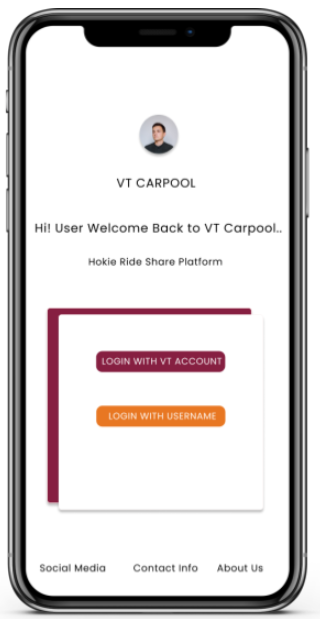 VT CARPOOL
Hi! User Welcome Back to VT Carpool..
Hokie Ride Share Platform
LOGIN WITH VT ACCOUNT
LOGIN WITH USERNAME
Social Media Contact Info About Us